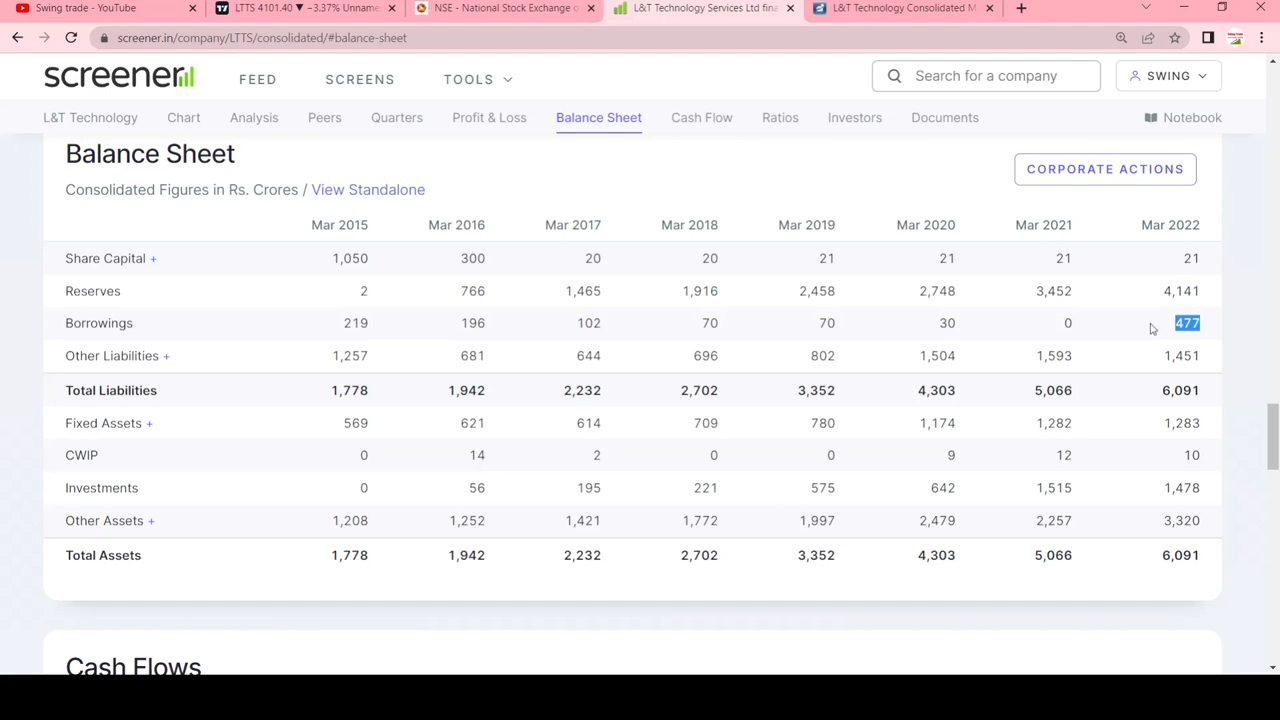 Swing trade - YouTube
LTTS 4101.40 ▼ −3.37% Unname
NSE - National Stock Exchange o
L&T Technology Services Ltd fina
L&T Technology Consolidated M
screener.in/company/LTTS/consolidated/#balance-sheet
screener FEED SCREENS TOOLS Search for a company SWING
L&T Technology Chart Analysis Peers Quarters Profit & Loss Balance Sheet Cash Flow Ratios Investors Documents Notebook
Balance Sheet
CORPORATE ACTIONS
Consolidated Figures in Rs. Crores / View Standalone
Mar 2015 Mar 2016 Mar 2017 Mar 2018 Mar 2019 Mar 2020 Mar 2021 Mar 2022
Share Capital + 1,050 300 20 20 21 21 21 21
Reserves 2 766 1,465 1,916 2,458 2,748 3,452 4,141
Borrowings 219 196 102 70 70 30 0 477
Other Liabilities + 1,257 681 644 696 802 1,504 1,593 1,451
Total Liabilities 1,778 1,942 2,232 2,702 3,352 4,303 5,066 6,091
Fixed Assets + 569 621 614 709 780 1,174 1,282 1,283
CWIP 0 14 2 0 0 9 12 10
Investments 0 56 195 221 575 642 1,515 1,478
Other Assets + 1,208 1,252 1,421 1,772 1,997 2,479 2,257 3,320
Total Assets 1,778 1,942 2,232 2,702 3,352 4,303 5,066 6,091
Cash Flows